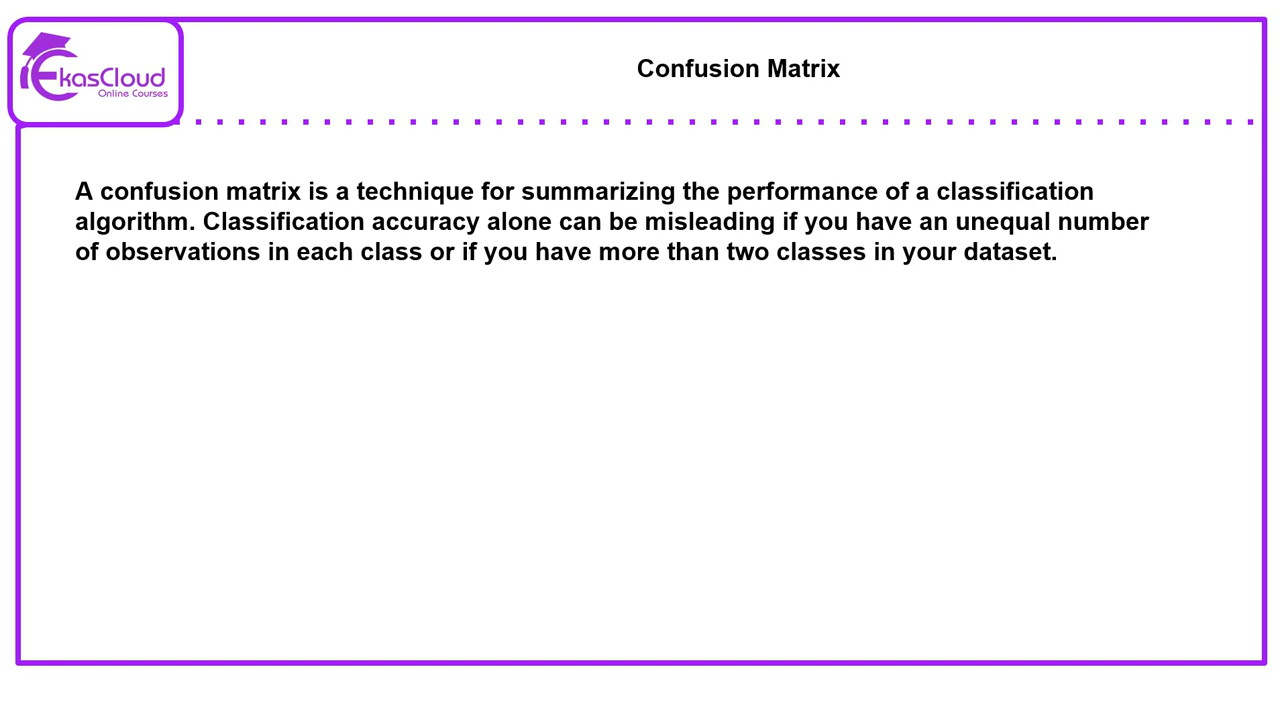 EkasCloud
Online Courses
Confusion Matrix
A confusion matrix is a technique for summarizing the performance of a classification
algorithm. Classification accuracy alone can be misleading if you have an unequal number
of observations in each class or if you have more than two classes in your dataset.